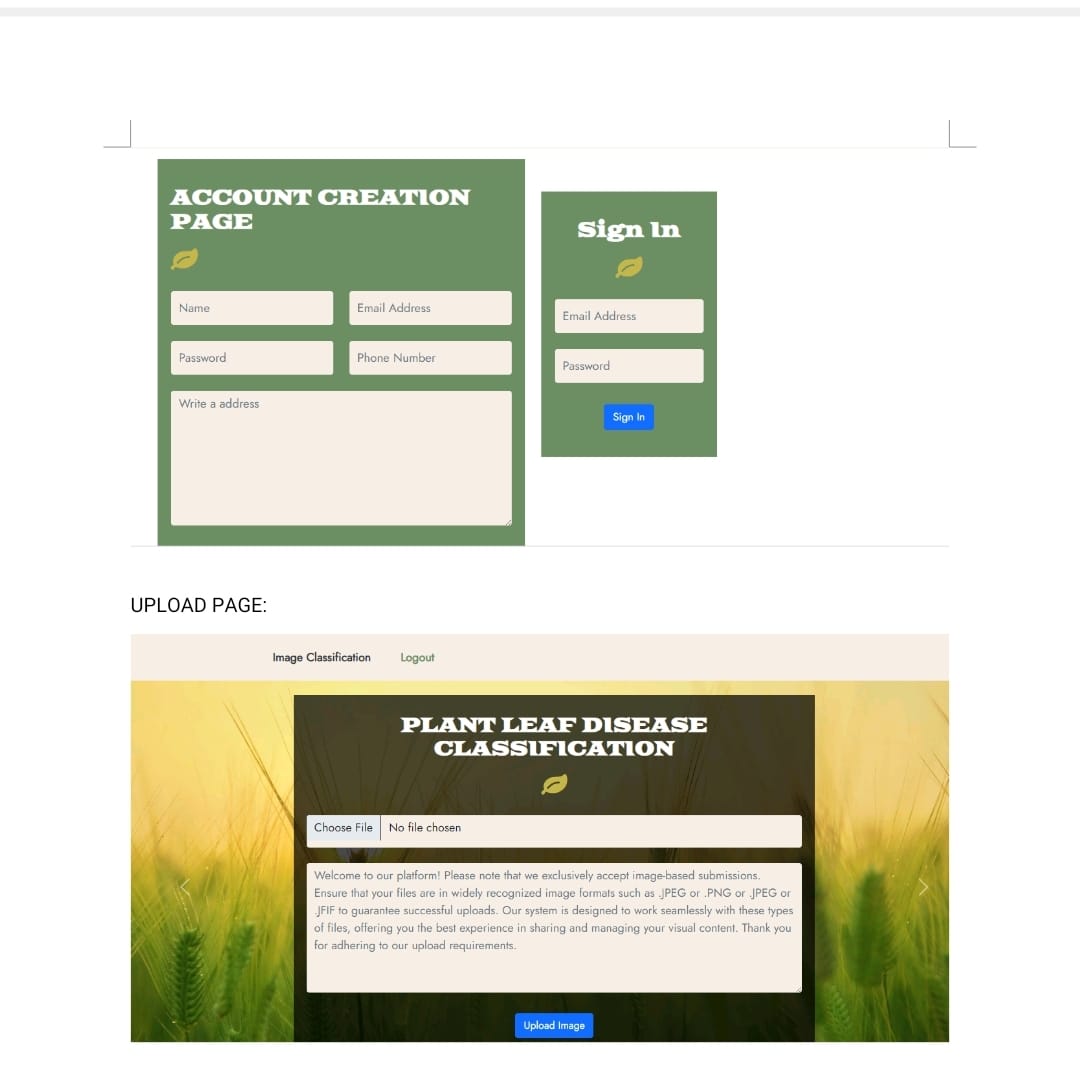 ACCOUNT CREATION
PAGE
Name
Email Address
Password
Phone Number
Write a address
Sign In
Email Address
Password
Sign In
UPLOAD PAGE:
Image Classification
Logout
PLANT LEAF DISEASE
CLASSIFICATION
Choose File
No file chosen
Welcome to our platform! Please note that we exclusively accept image-based submissions.
Ensure that your files are in widely recognized image formats such as .JPEG or .PNG or .JPEG or
.JFIF to guarantee successful uploads. Our system is designed to work seamlessly with these types
of files, offering you the best experience in sharing and managing your visual content. Thank you
for adhering to our upload requirements.
Upload Image